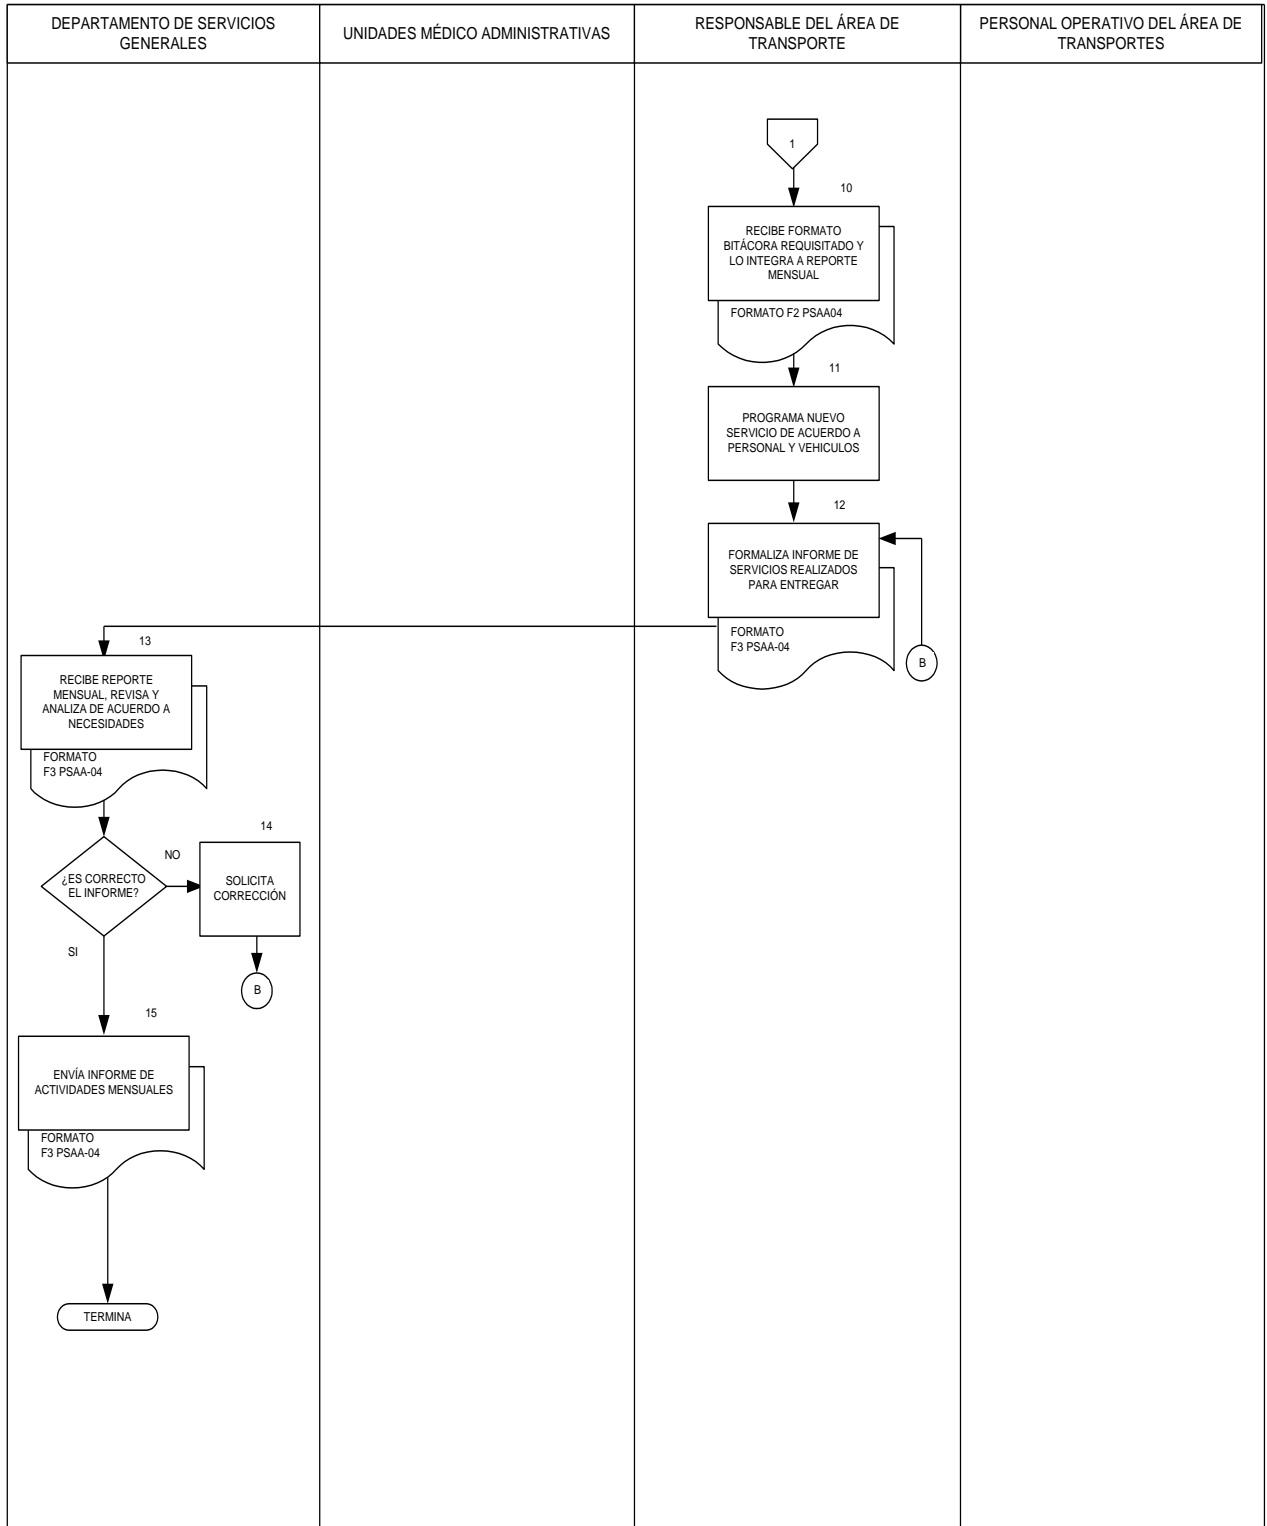 DEPARTAMENTO DE SERVICIOS
GENERALES
UNIDADES MÉDICO ADMINISTRATIVAS
RESPONSABLE DEL ÁREA DE
TRANSPORTE
PERSONAL OPERATIVO DEL ÁREA DE
TRANSPORTES
1
10
RECIBE FORMATO
BITÁCORA REQUISITADO Y
LO INTEGRA A REPORTE
MENSUAL
FORMATO F2 PSAA04
11
PROGRAMA NUEVO
SERVICIO DE ACUERDO A
PERSONAL Y VEHICULOS
12
FORMALIZA INFORME DE
SERVICIOS REALIZADOS
PARA ENTREGAR
FORMATO
F3 PSAA-04
B
13
RECIBE REPORTE
MENSUAL, REVISA Y
ANALIZA DE ACUERDO A
NECESIDADES
FORMATO
F3 PSAA-04
¿ES CORRECTO
EL INFORME?
NO
14
SOLICITA
CORRECCIÓN
B
SI
15
ENVÍA INFORME DE
ACTIVIDADES MENSUALES
FORMATO
F3 PSAA-04
TERMINA